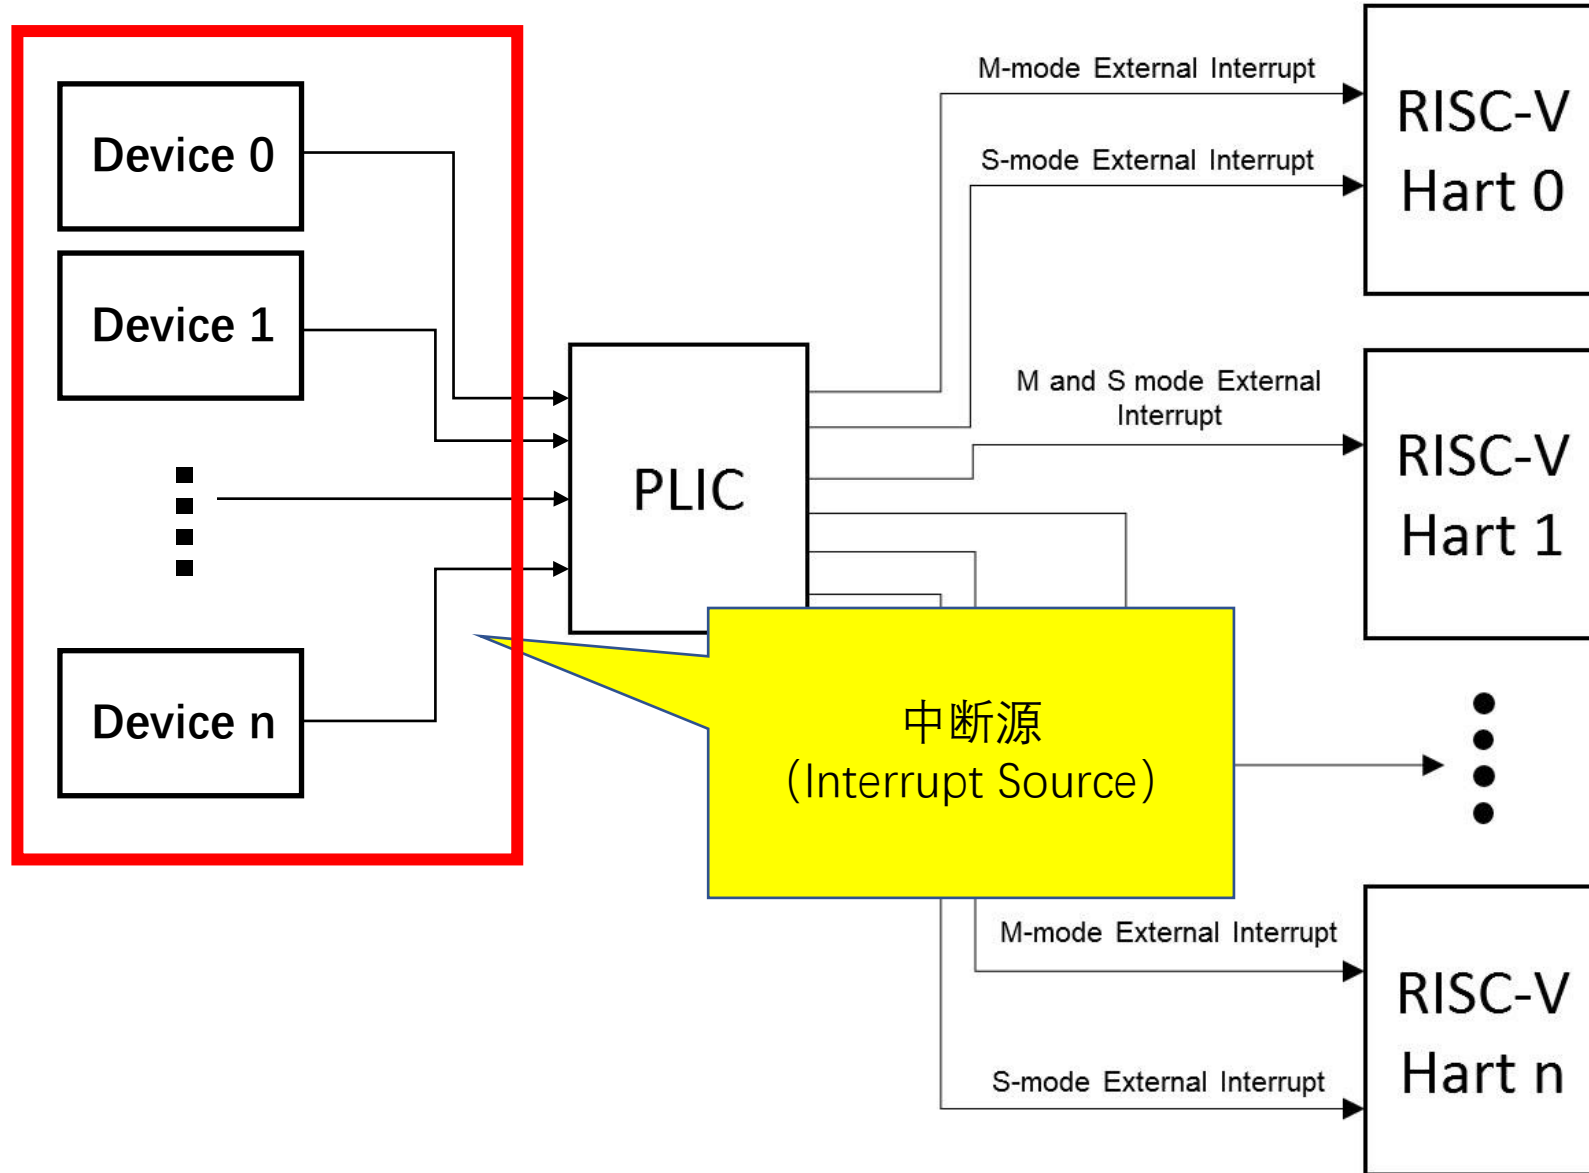 Device 0
Device 1
Device n
PLIC
M-mode External Interrupt
S-mode External Interrupt
RISC-V
Hart 0
M and S mode External
Interrupt
RISC-V
Hart 1
中断源
（Interrupt Source）
M-mode External Interrupt
S-mode External Interrupt
RISC-V
Hart n